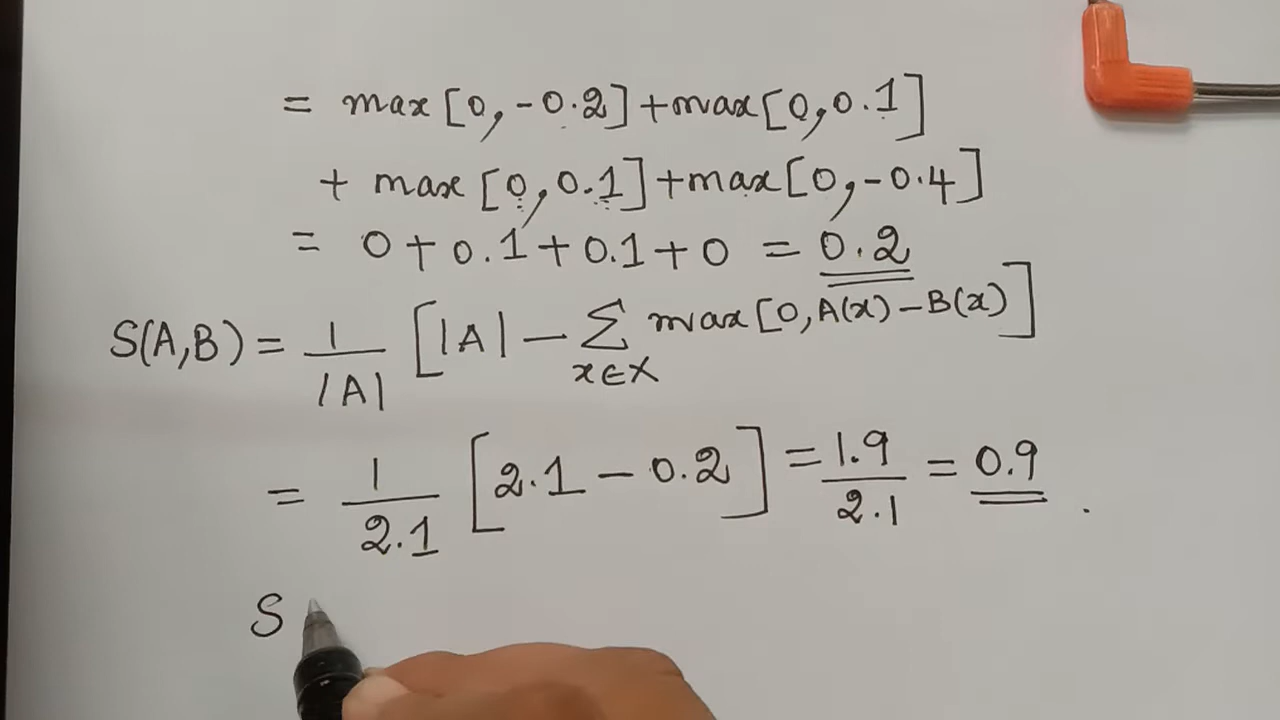 = max [0, -0.2] + max [0, 0.1]
+ max [0, 0.1] + max [0, -0.4]
= 0 + 0.1 + 0.1 + 0 = 0.2
S(A,B) = 1/|A| [|A| - Σ x∈X max [0, A(x) - B(x)]]
= 1/2.1 [2.1 - 0.2] = 1.9/2.1 = 0.9
S